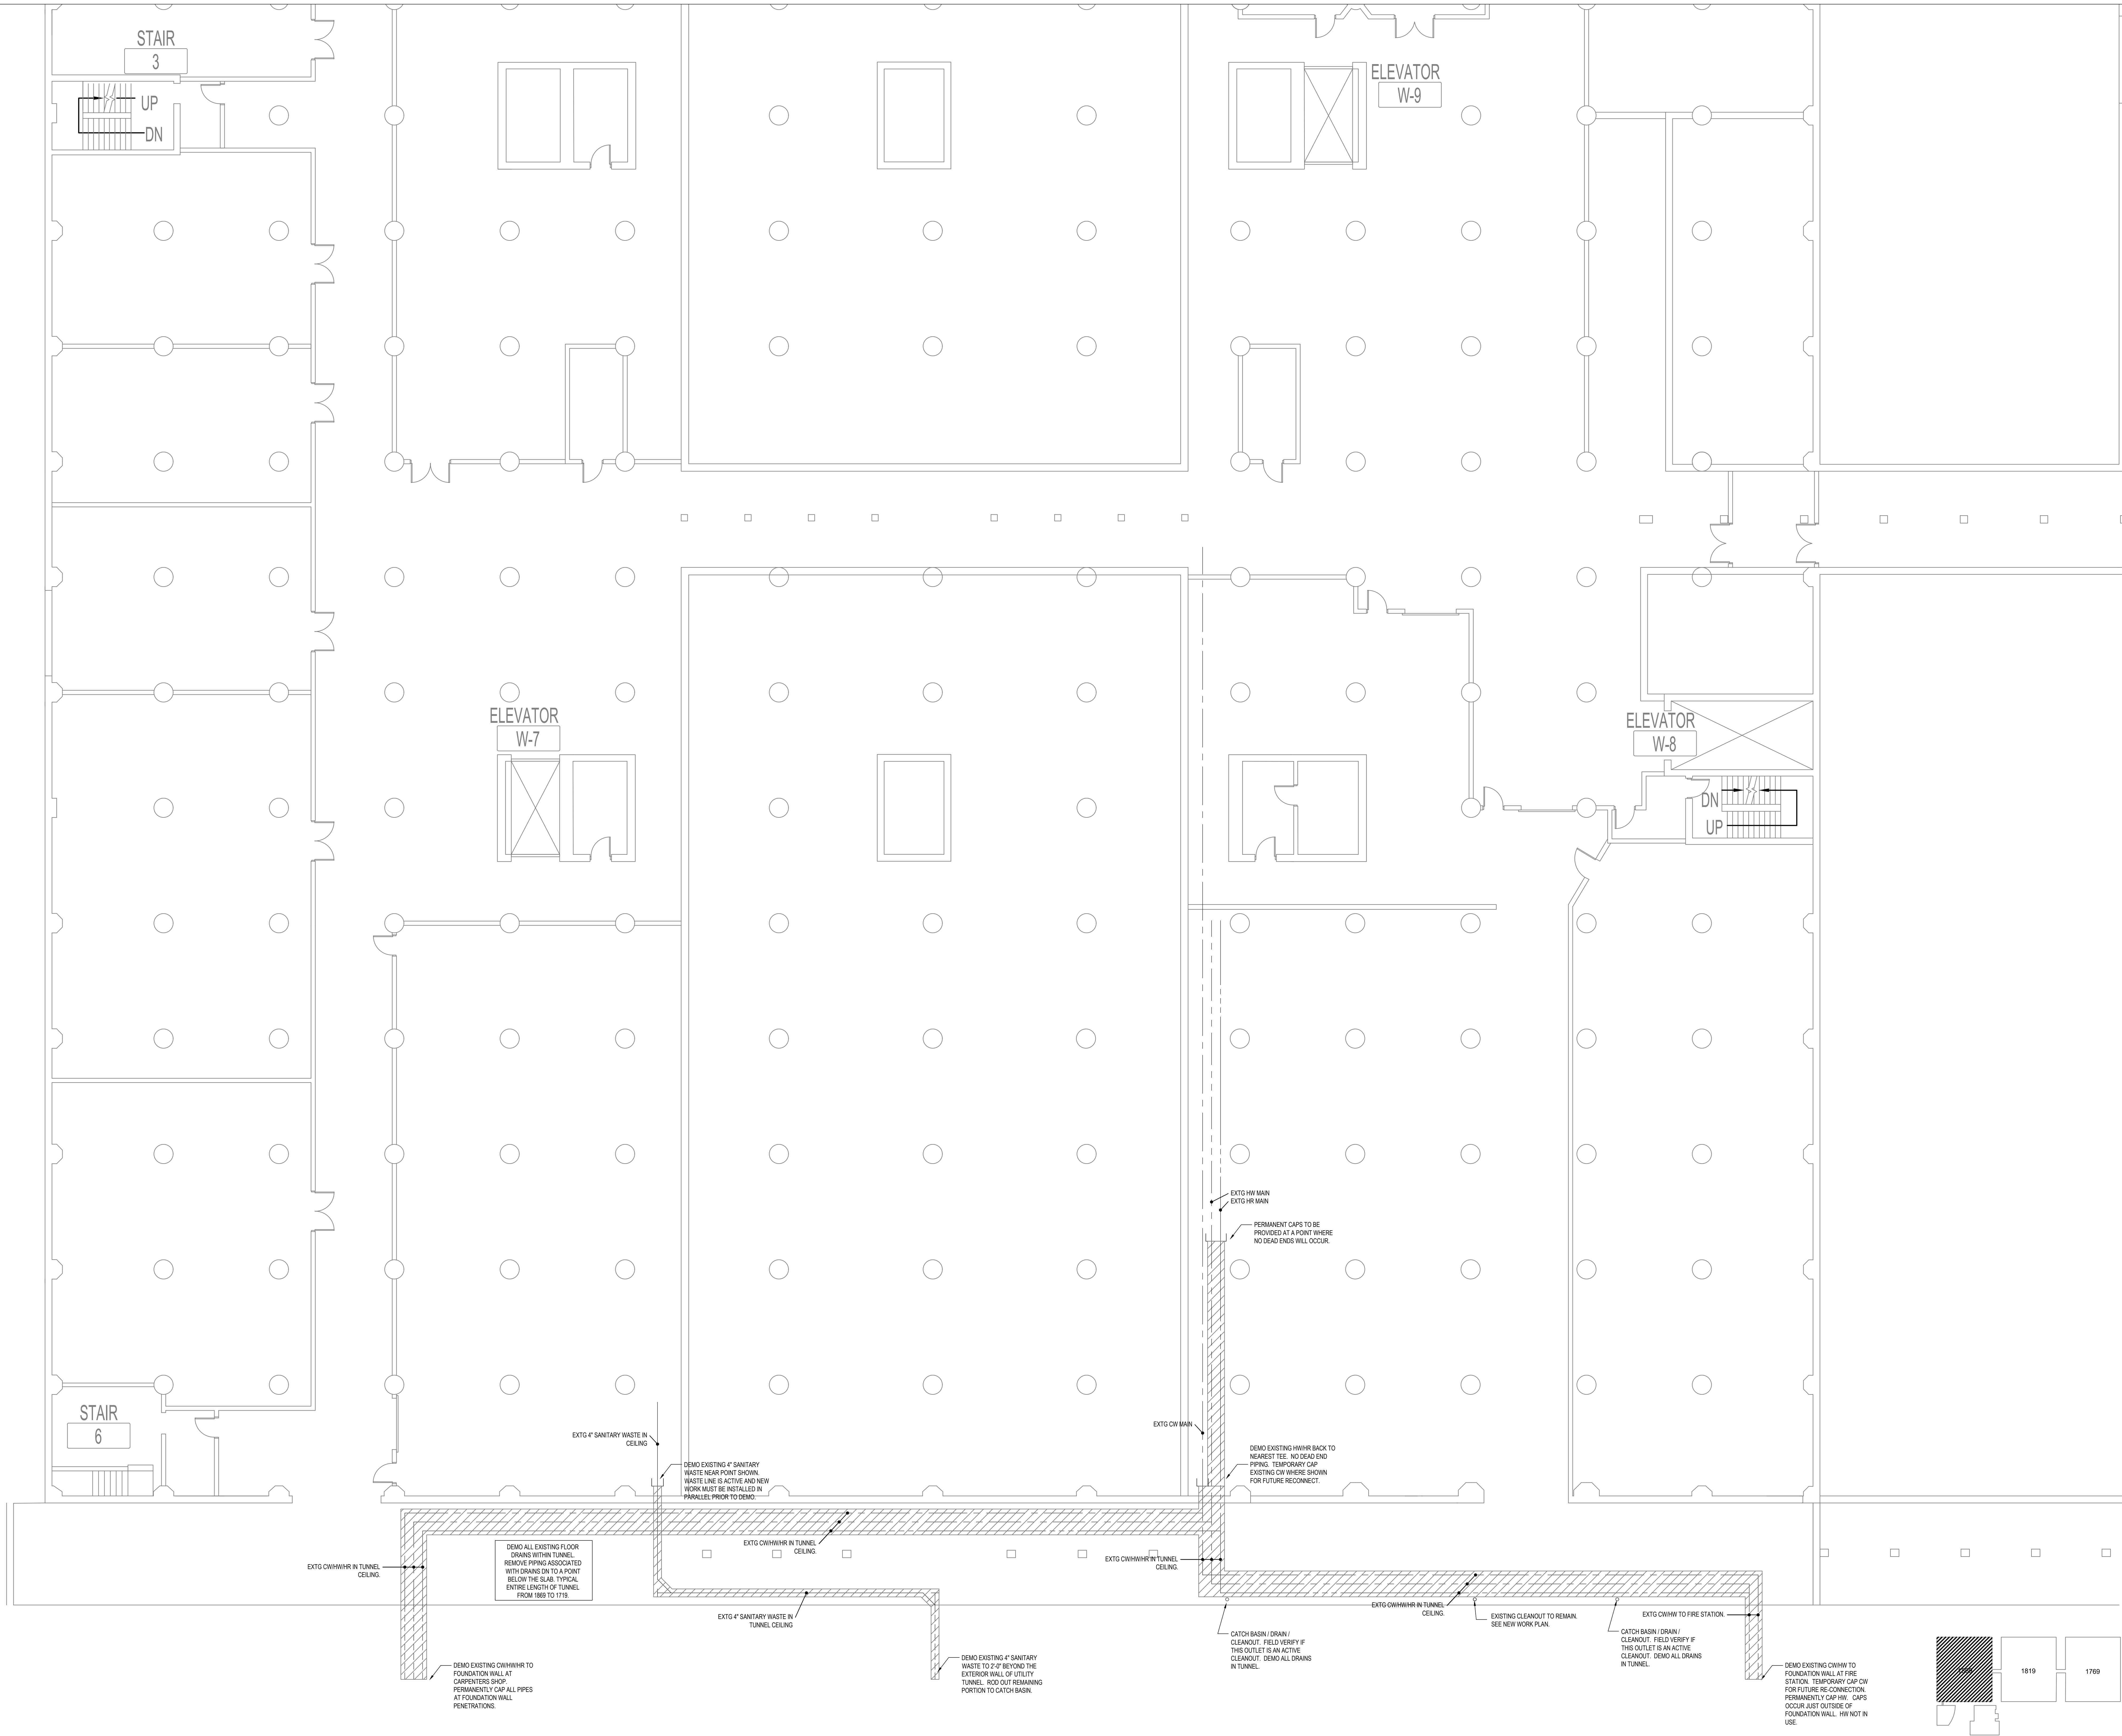 STAIR
3
UP
DN
ELEVATOR
W-9
ELEVATOR
W-7
ELEVATOR
W-8
DN
UP
EXTG HW MAIN
EXTG HR MAIN
PERMANENT CAPS TO BE
PROVIDED AT A POINT WHERE
NO DEAD ENDS WILL OCCUR.
STAIR
6
EXTG 4" SANITARY WASTE IN
CEILING
DEMO EXISTING 4" SANITARY
WASTE NEAR POINT SHOWN.
WASTE LINE IS ACTIVE AND NEW
WORK MUST BE INSTALLED IN
PARALLEL PRIOR TO DEMO.
EXTG CW MAIN
DEMO EXISTING HW/HR BACK TO
NEAREST TEE. NO DEAD END
PIPING. TEMPORARY CAP
EXISTING CW WHERE SHOWN
FOR FUTURE RECONNECT.
EXTG CW/HW/HR IN TUNNEL
CEILING.
DEMO ALL EXISTING FLOOR
DRAINS WITHIN TUNNEL.
REMOVE PIPING ASSOCIATED
WITH DRAINS DN TO A POINT
BELOW THE SLAB. TYPICAL
ENTIRE LENGTH OF TUNNEL
FROM 1869 TO 1719.
EXTG CW/HW/HR IN TUNNEL
CEILING.
EXTG CW/HW/HR IN TUNNEL
CEILING.
EXTG 4" SANITARY WASTE IN
TUNNEL CEILING
EXTG CW/HW/HR IN TUNNEL
CEILING.
EXISTING CLEANOUT TO REMAIN.
SEE NEW WORK PLAN.
EXTG CW/HW TO FIRE STATION.
CATCH BASIN / DRAIN /
CLEANOUT. FIELD VERIFY IF
THIS OUTLET IS AN ACTIVE
CLEANOUT. DEMO ALL DRAINS
IN TUNNEL.
CATCH BASIN / DRAIN /
CLEANOUT. FIELD VERIFY IF
THIS OUTLET IS AN ACTIVE
CLEANOUT. DEMO ALL DRAINS
IN TUNNEL.
DEMO EXISTING CW/HW/HR TO
FOUNDATION WALL AT
CARPENTERS SHOP.
PERMANENTLY CAP ALL PIPES
AT FOUNDATION WALL
PENETRATIONS.
DEMO EXISTING 4" SANITARY
WASTE TO 2'-0" BEYOND THE
EXTERIOR WALL OF UTILITY
TUNNEL. ROD OUT REMAINING
PORTION TO CATCH BASIN.
DEMO EXISTING CW/HW TO
FOUNDATION WALL AT FIRE
STATION. TEMPORARY CAP CW
FOR FUTURE RE-CONNECTION.
PERMANENTLY CAP HW. CAPS
OCCUR JUST OUTSIDE OF
FOUNDATION WALL. HW NOT IN
USE.
1819
1769